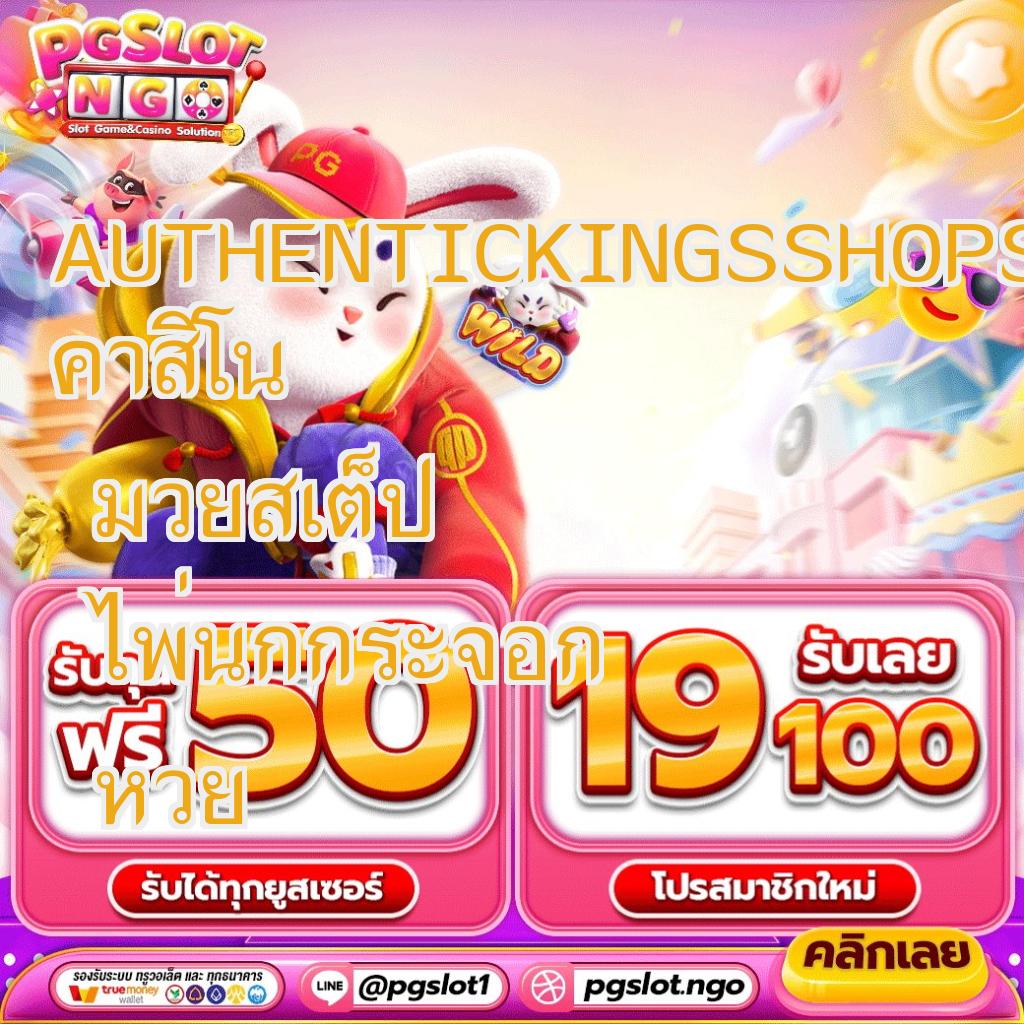 PGSLOT
NGO
Slot Game&Casino Solution
PG
AUTHENTICKINGSSHOPS
คาสิโน
WILD
มวยสเต็ป
ไพ่นกกระจอก
หวย
ฟรี
50
19
รับเลย
100
รับได้ทุกยูสเซอร์
โปรสมาชิกใหม่
คลิกเลย
รองรับระบบ ทรูวอเล็ต และ ทุกธนาคาร
truemoney
wallet
LINE
@pgslot1
pgslot.ngo